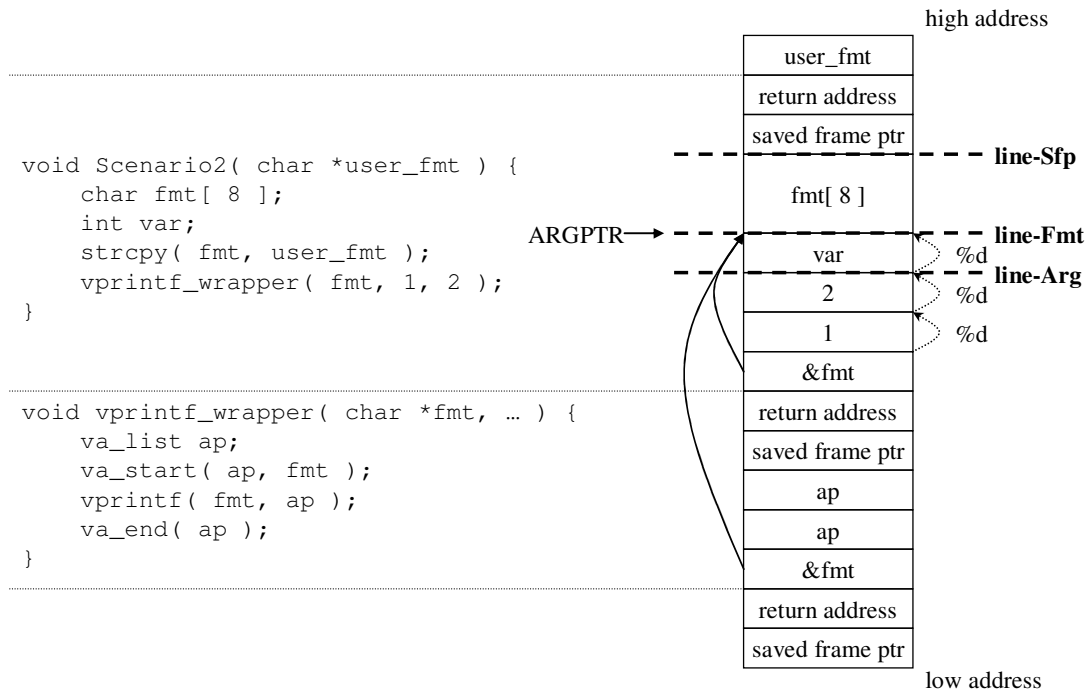 high address
user_fmt
return address
saved frame ptr
line-Sfp
void Scenario2( char *user_fmt ) {
    char fmt[ 8 ];
    int var;
    strcpy( fmt, user_fmt );
    vprintf_wrapper( fmt, 1, 2 );
}
fmt[ 8 ]
ARGPTR
line-Fmt
var
%d
line-Arg
2
%d
1
%d
&fmt
void vprintf_wrapper( char *fmt, … ) {
    va_list ap;
    va_start( ap, fmt );
    vprintf( fmt, ap );
    va_end( ap );
}
return address
saved frame ptr
ap
ap
&fmt
return address
saved frame ptr
low address